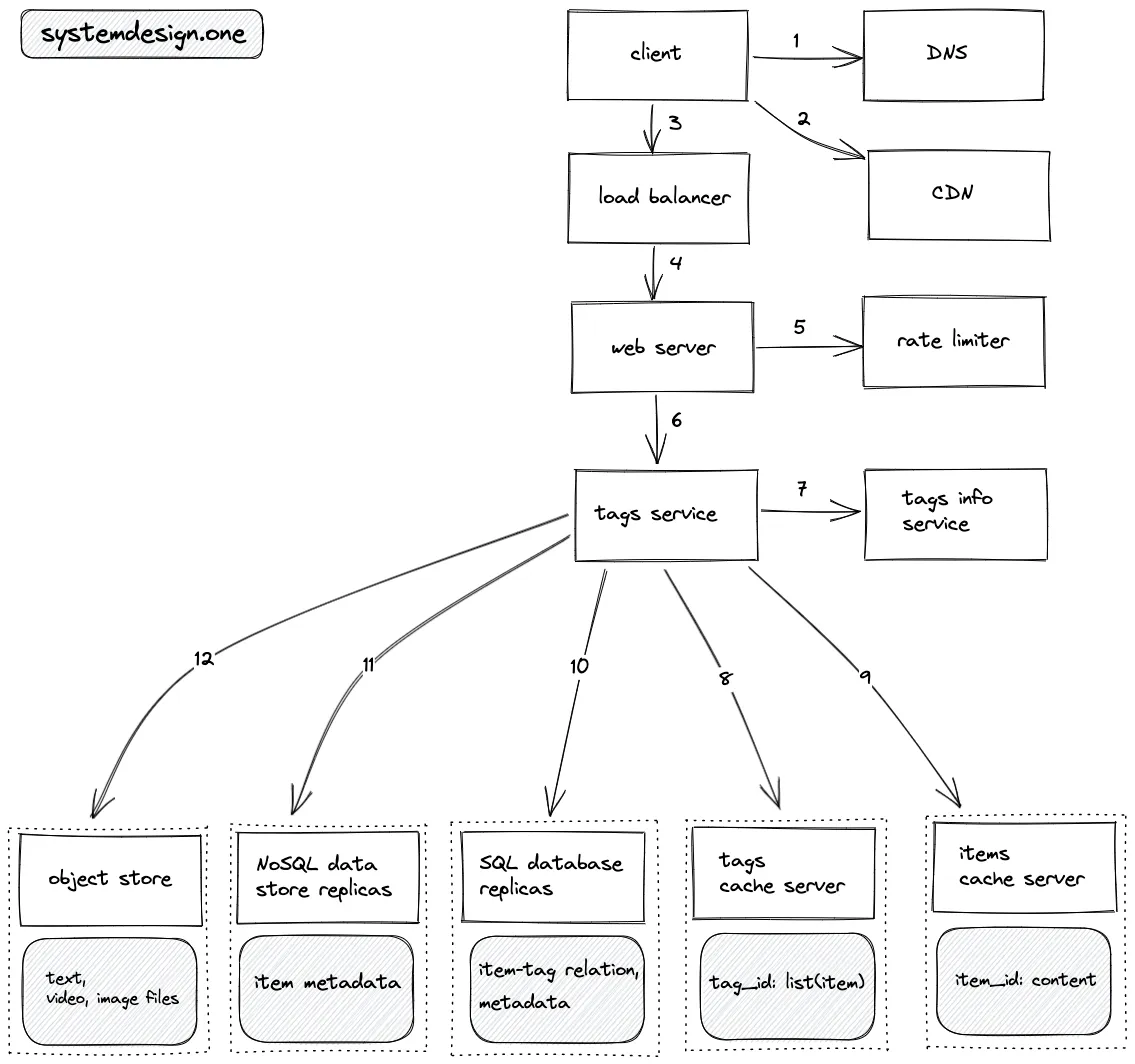 systemdesign.one
client
1
DNS
3
2
load balancer
CDN
4
web server
5
rate limiter
6
tags service
7
tags info
service
12
11
10
8
9
object store
text,
video, image files
NoSQL data
store replicas
item metadata
SQL database
replicas
item-tag relation,
metadata
tags
cache server
tag_id: list(item)
items
cache server
item_id: content